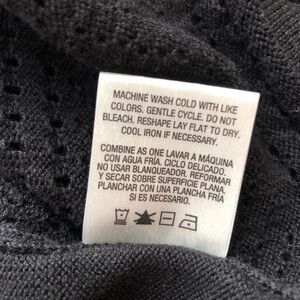 MACHINE WASH COLD WITH LIKE
COLORS. GENTLE CYCLE. DO NOT
BLEACH. RESHAPE LAY FLAT TO DRY.
COOL IRON IF NECESSARY.
COMBINE AS ONE LAVAR A MÁQUINA
CON AGUA FRÍA. CICLO DELICADO.
NO USAR BLANQUEADOR. REFORMAR
Y SECAR SOBRE SUPERFICIE PLANA.
PLANCHAR CON UNA PLANCHA FRÍA
SI ES NECESARIO.